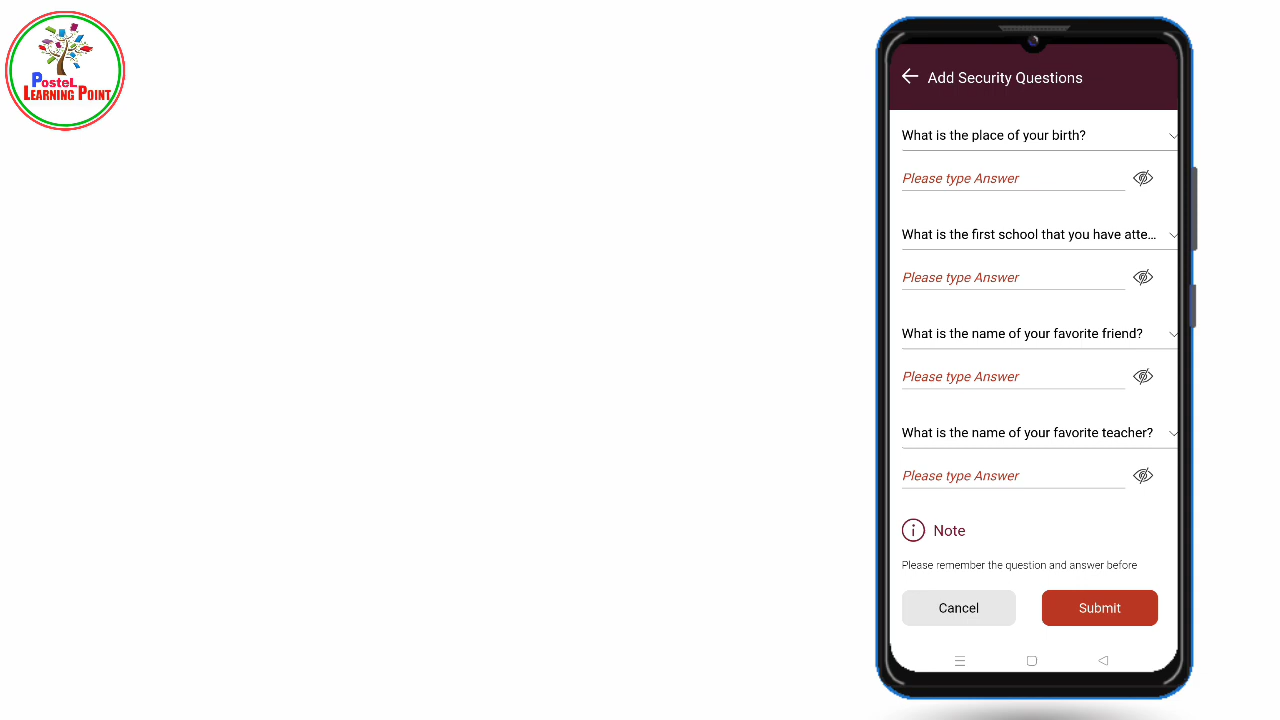 PosteL
LEARNING POINT
Add Security Questions
What is the place of your birth?
Please type Answer
What is the first school that you have atte...
Please type Answer
What is the name of your favorite friend?
Please type Answer
What is the name of your favorite teacher?
Please type Answer
Note
Please remember the question and answer before
Cancel Submit